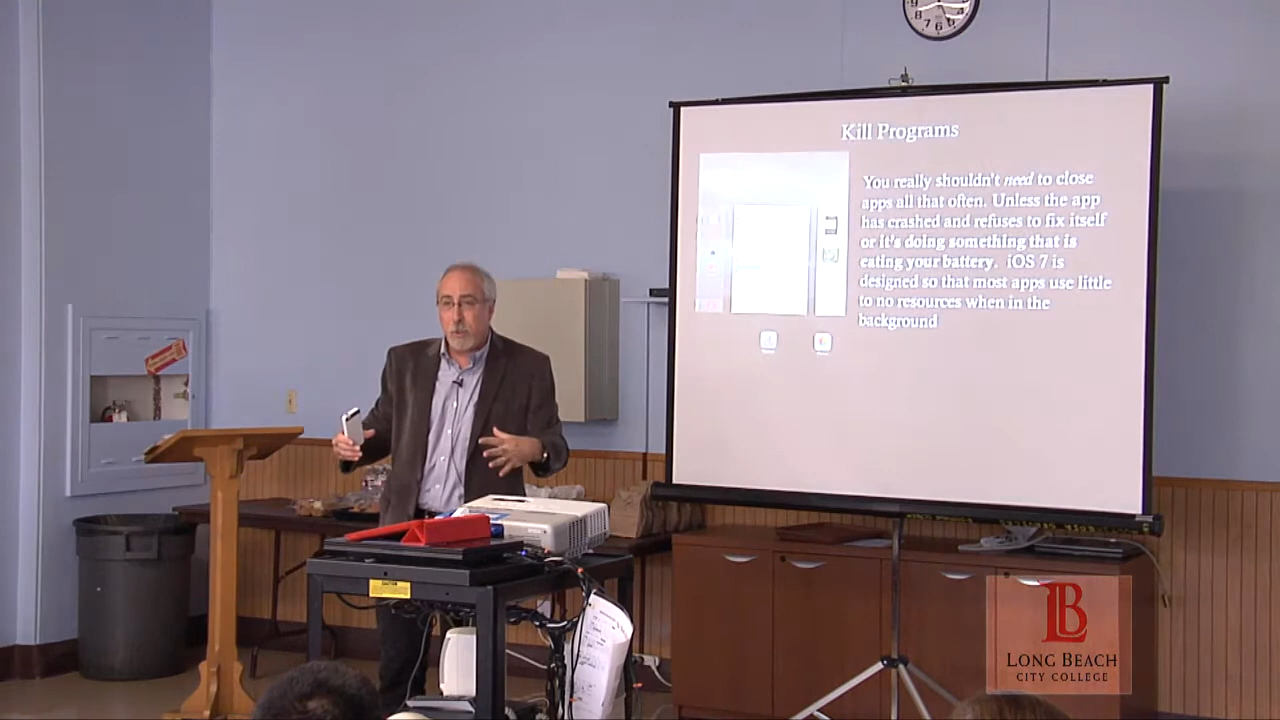 Kill Programs
You really shouldn't need to close
apps all that often. Unless the app
has crashed and refuses to fix itself
or it's doing something that is
eating your battery. iOS 7 is
designed so that most apps use little
to no resources when in the
background
CAUTION
LB
LONG BEACH
CITY COLLEGE